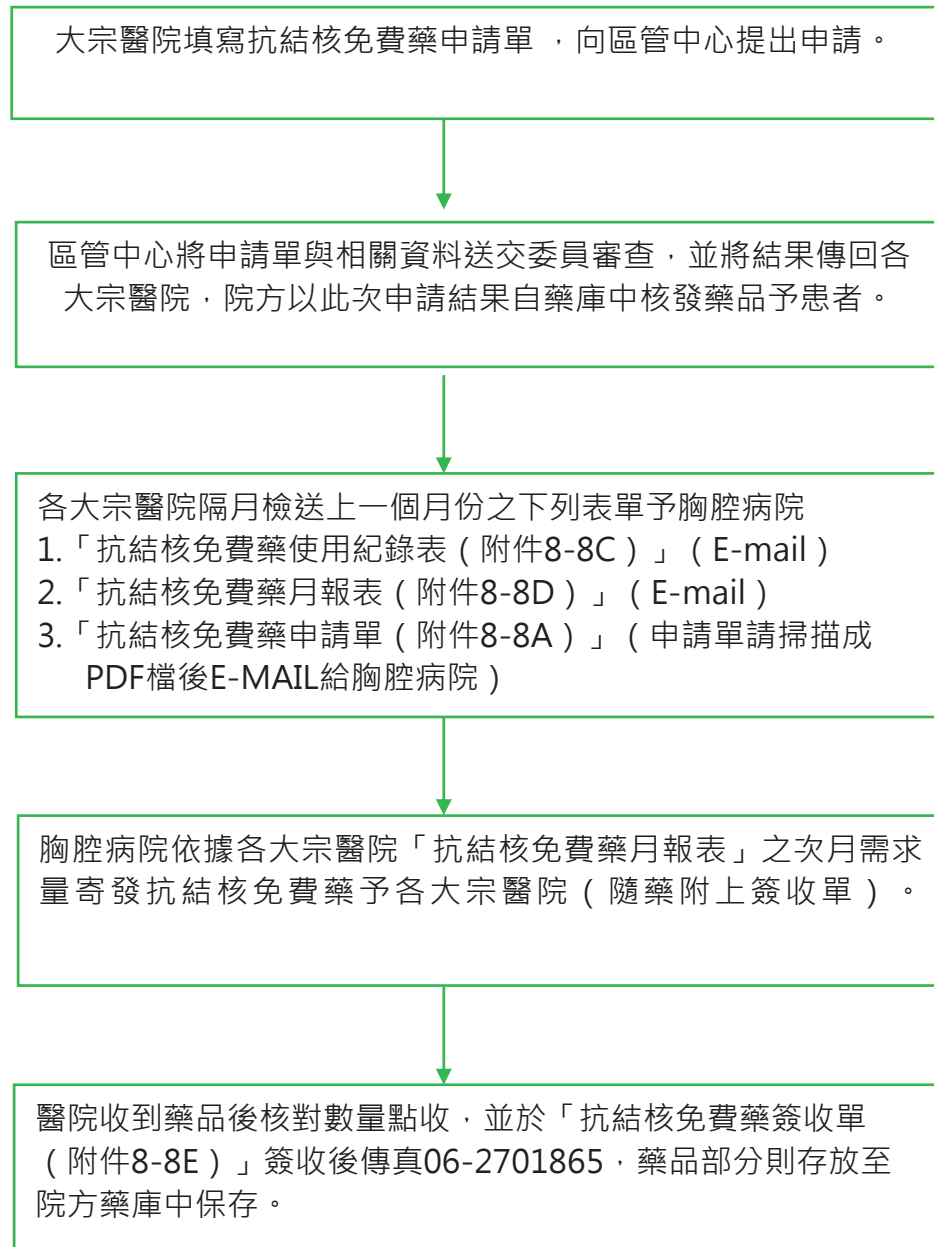 大宗醫院填寫抗結核免費藥申請單 ，向區管中心提出申請。
區管中心將申請單與相關資料送交委員審查，並將結果傳回各
大宗醫院，院方以此次申請結果自藥庫中核發藥品予患者。
各大宗醫院隔月檢送上一個月份之下列表單予胸腔病院
1.「抗結核免費藥使用紀錄表（附件8-8C）」（E-mail）
2.「抗結核免費藥月報表（附件8-8D）」（E-mail）
3.「抗結核免費藥申請單（附件8-8A）」（申請單請掃描成
PDF檔後E-MAIL給胸腔病院）
胸腔病院依據各大宗醫院「抗結核免費藥月報表」之次月需求
量寄發抗結核免費藥予各大宗醫院（隨藥附上簽收單）。
醫院收到藥品後核對數量點收，並於「抗結核免費藥簽收單
（附件8-8E）」簽收後傳真06-2701865，藥品部分則存放至
院方藥庫中保存。